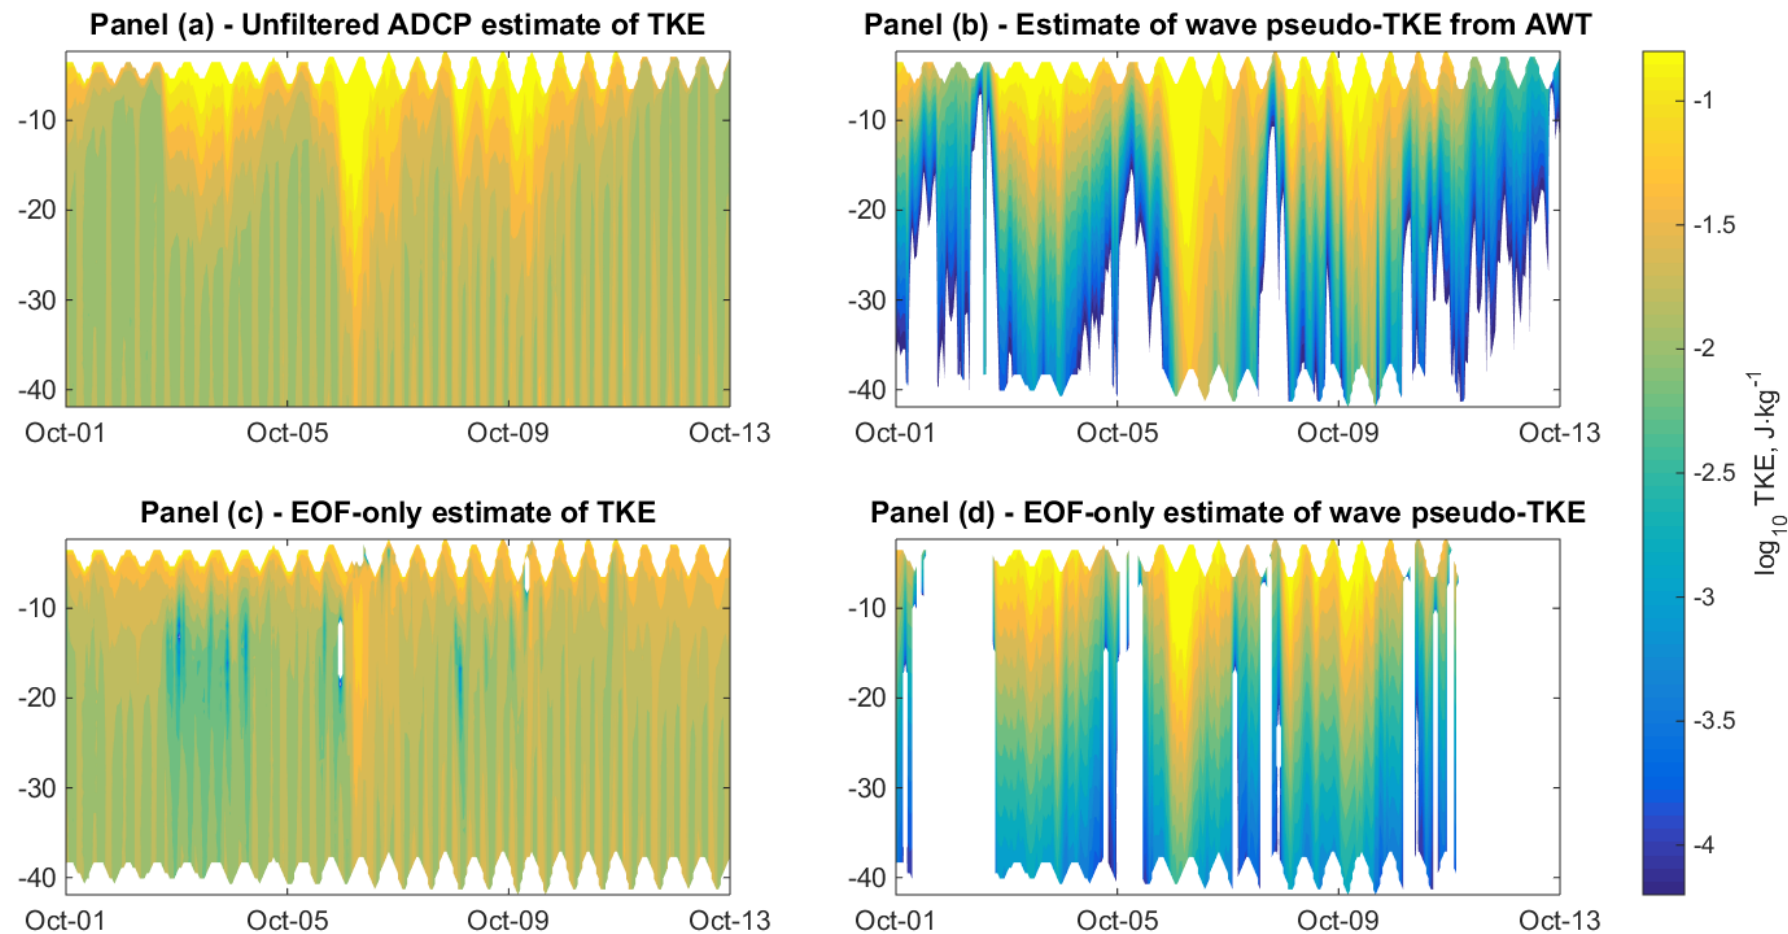 Panel (a) - Unfiltered ADCP estimate of TKE
-10
-20
-30
-40
Oct-01 Oct-05 Oct-09 Oct-13
Panel (b) - Estimate of wave pseudo-TKE from AWT
-10
-20
-30
-40
Oct-01 Oct-05 Oct-09 Oct-13
Panel (c) - EOF-only estimate of TKE
-10
-20
-30
-40
Oct-01 Oct-05 Oct-09 Oct-13
Panel (d) - EOF-only estimate of wave pseudo-TKE
-10
-20
-30
-40
Oct-01 Oct-05 Oct-09 Oct-13
-1
-1.5
-2
-2.5
-3
-3.5
-4
log10 TKE, J·kg-1